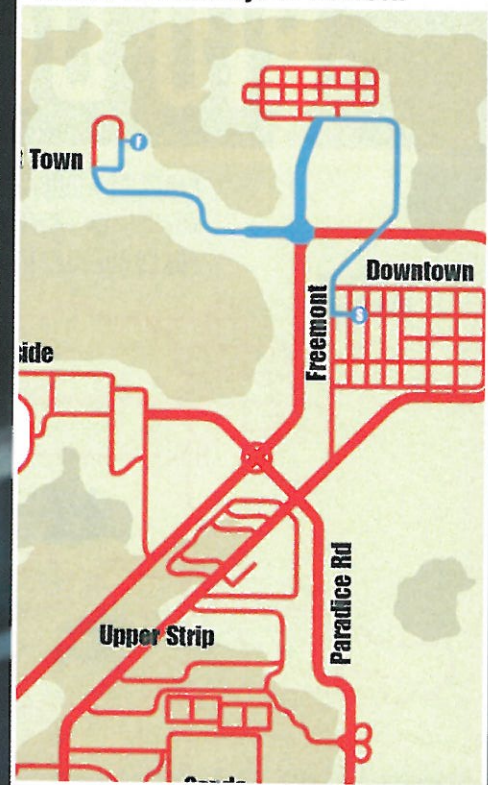 F
Town
Downtown
S
Freemont
side
Paradice Rd
Upper Strip